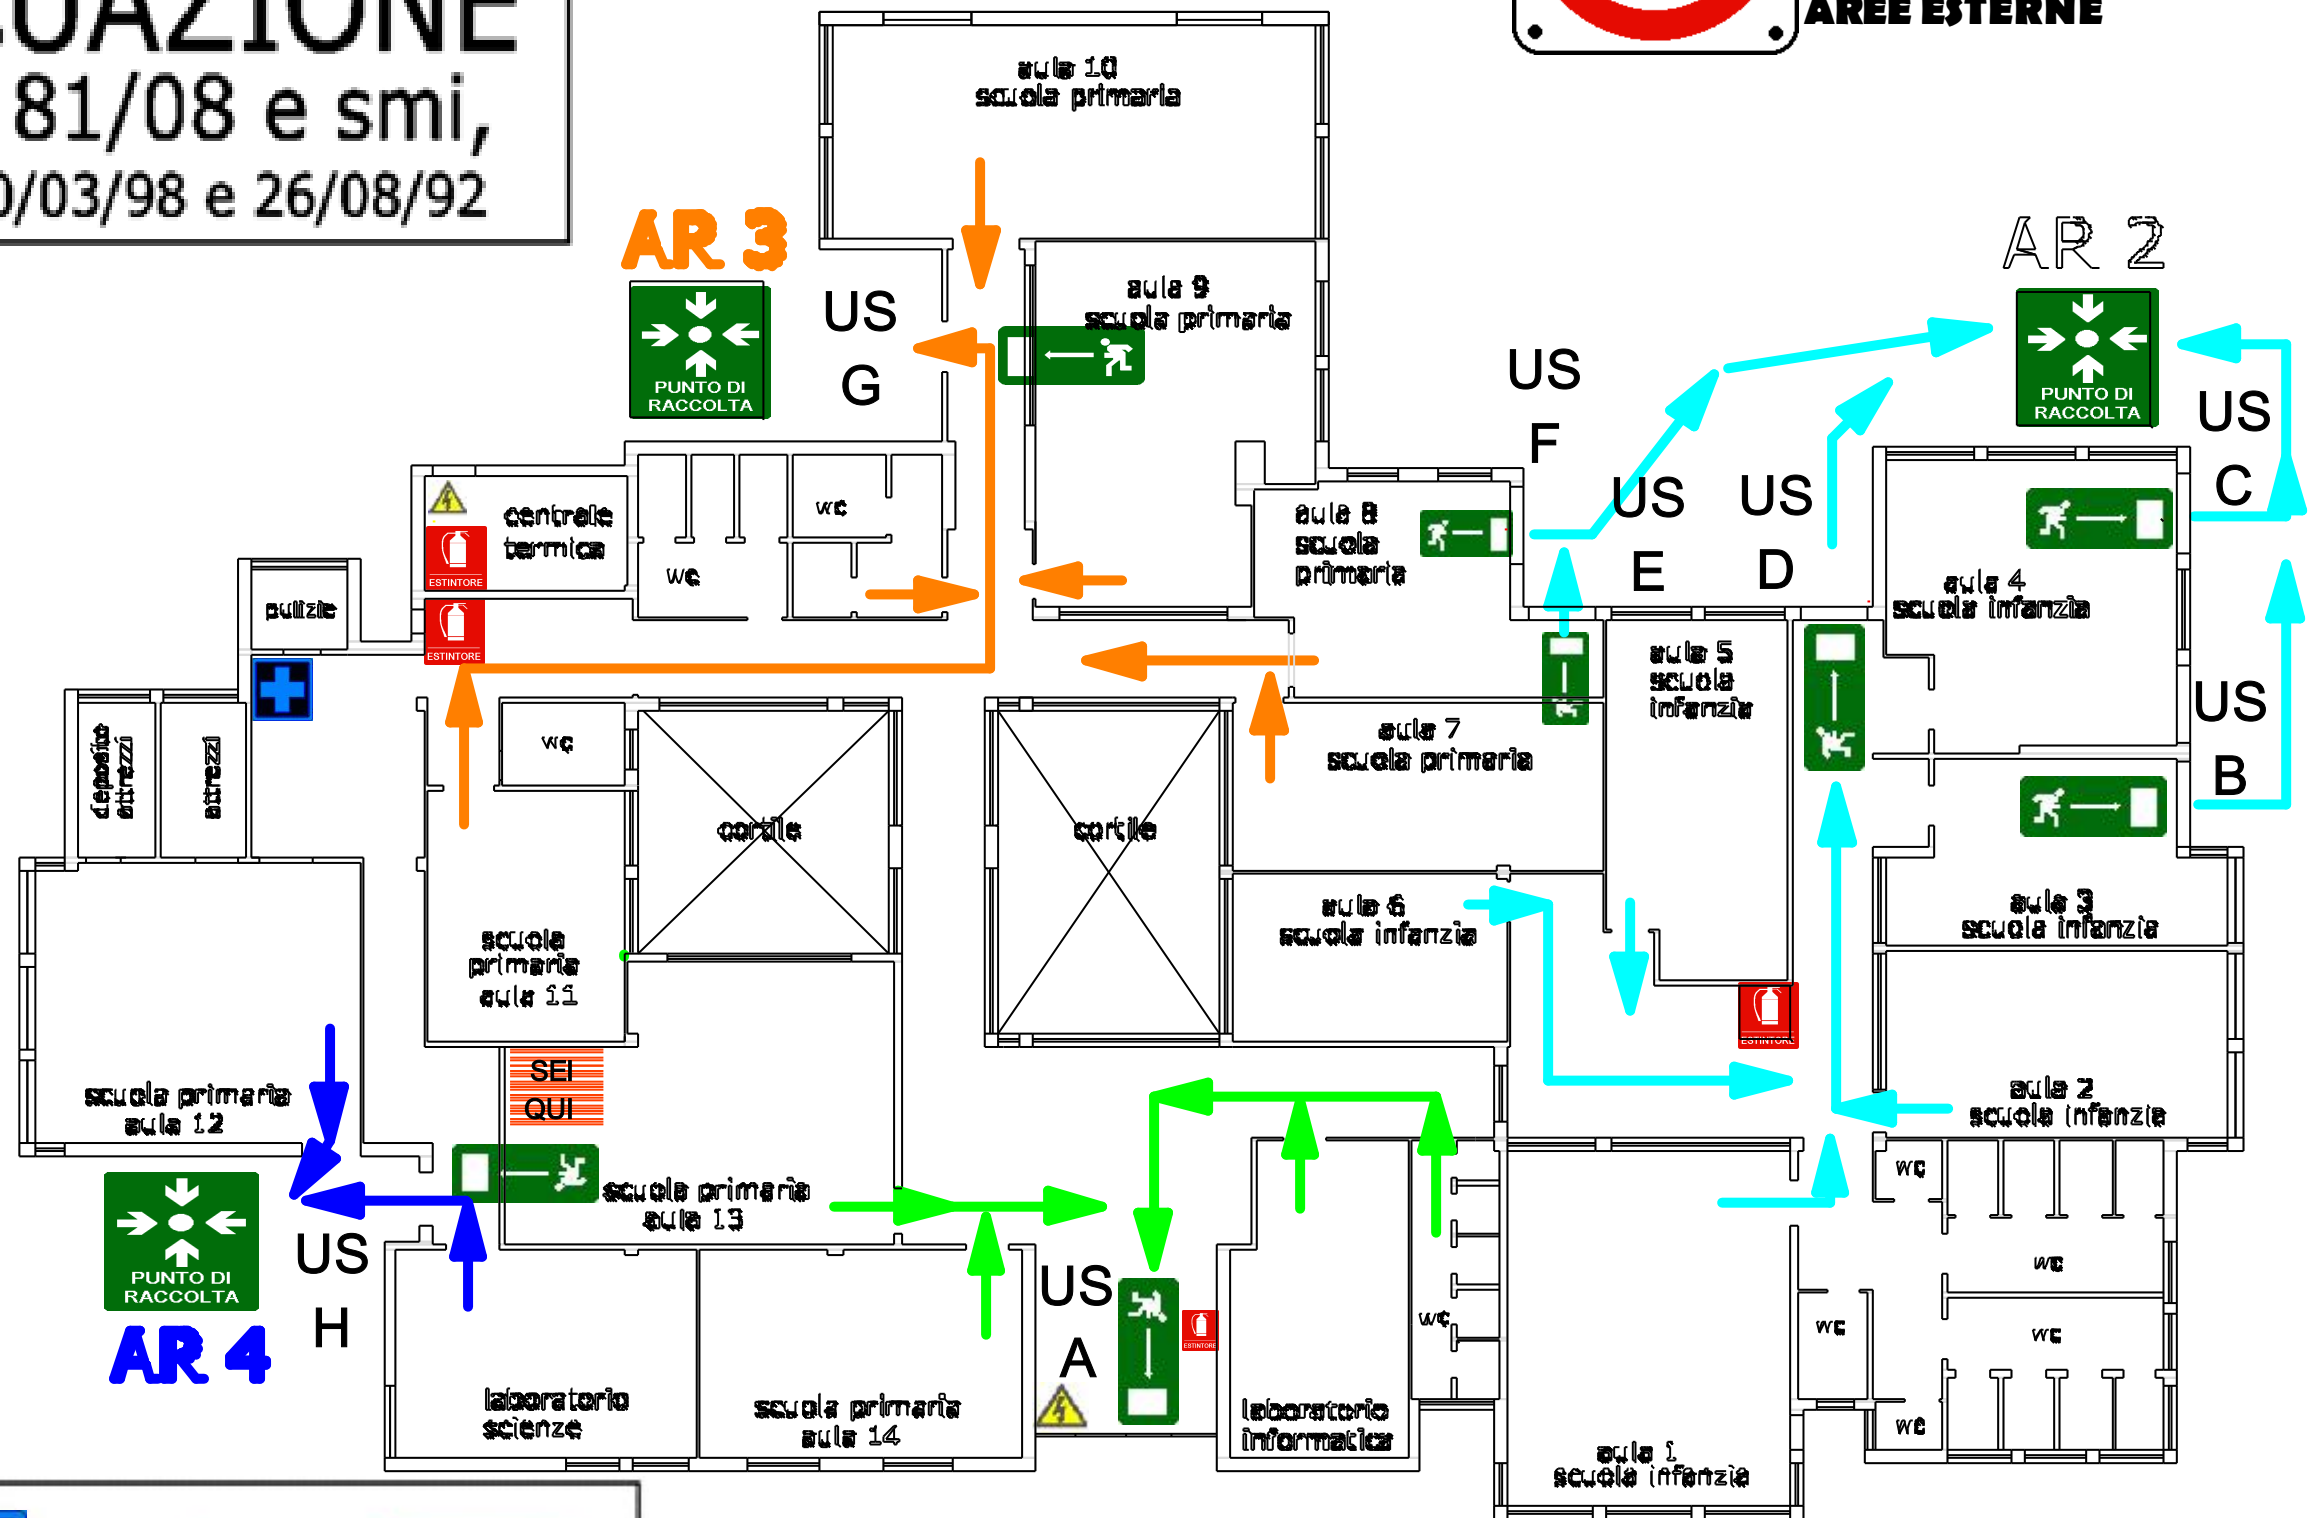 UAZIONE
81/08 e smi,
0/03/98 e 26/08/92
AREE ESTERNE
aula 10
scuola primaria
AR 3
PUNTO DI
RACCOLTA
US
G
aula 9
scuola primaria
US
F
AR 2
PUNTO DI
RACCOLTA
US
C
centrale
termica
ESTINTORE
wc
wc
aula 8
scuola
primaria
US
E
US
D
aula 4
scuola infanzia
pulizie
ESTINTORE
aula 5
scuola
infanzia
US
B
deposito
attrezzi
attrezzi
wc
cortile
cortile
aula 7
scuola primaria
aula 6
scuola infanzia
aula 3
scuola infanzia
scuola
primaria
aula 11
ESTINTORE
SEI
QUI
scuola primaria
aula 12
aula 2
scuola infanzia
scuola primaria
aula 13
PUNTO DI
RACCOLTA
AR 4
US
H
US
A
ESTINTORE
wc
wc
wc
wc
wc
wc
laboratorio
scienze
scuola primaria
aula 14
laboratorio
informatica
aula 1
scuola infanzia